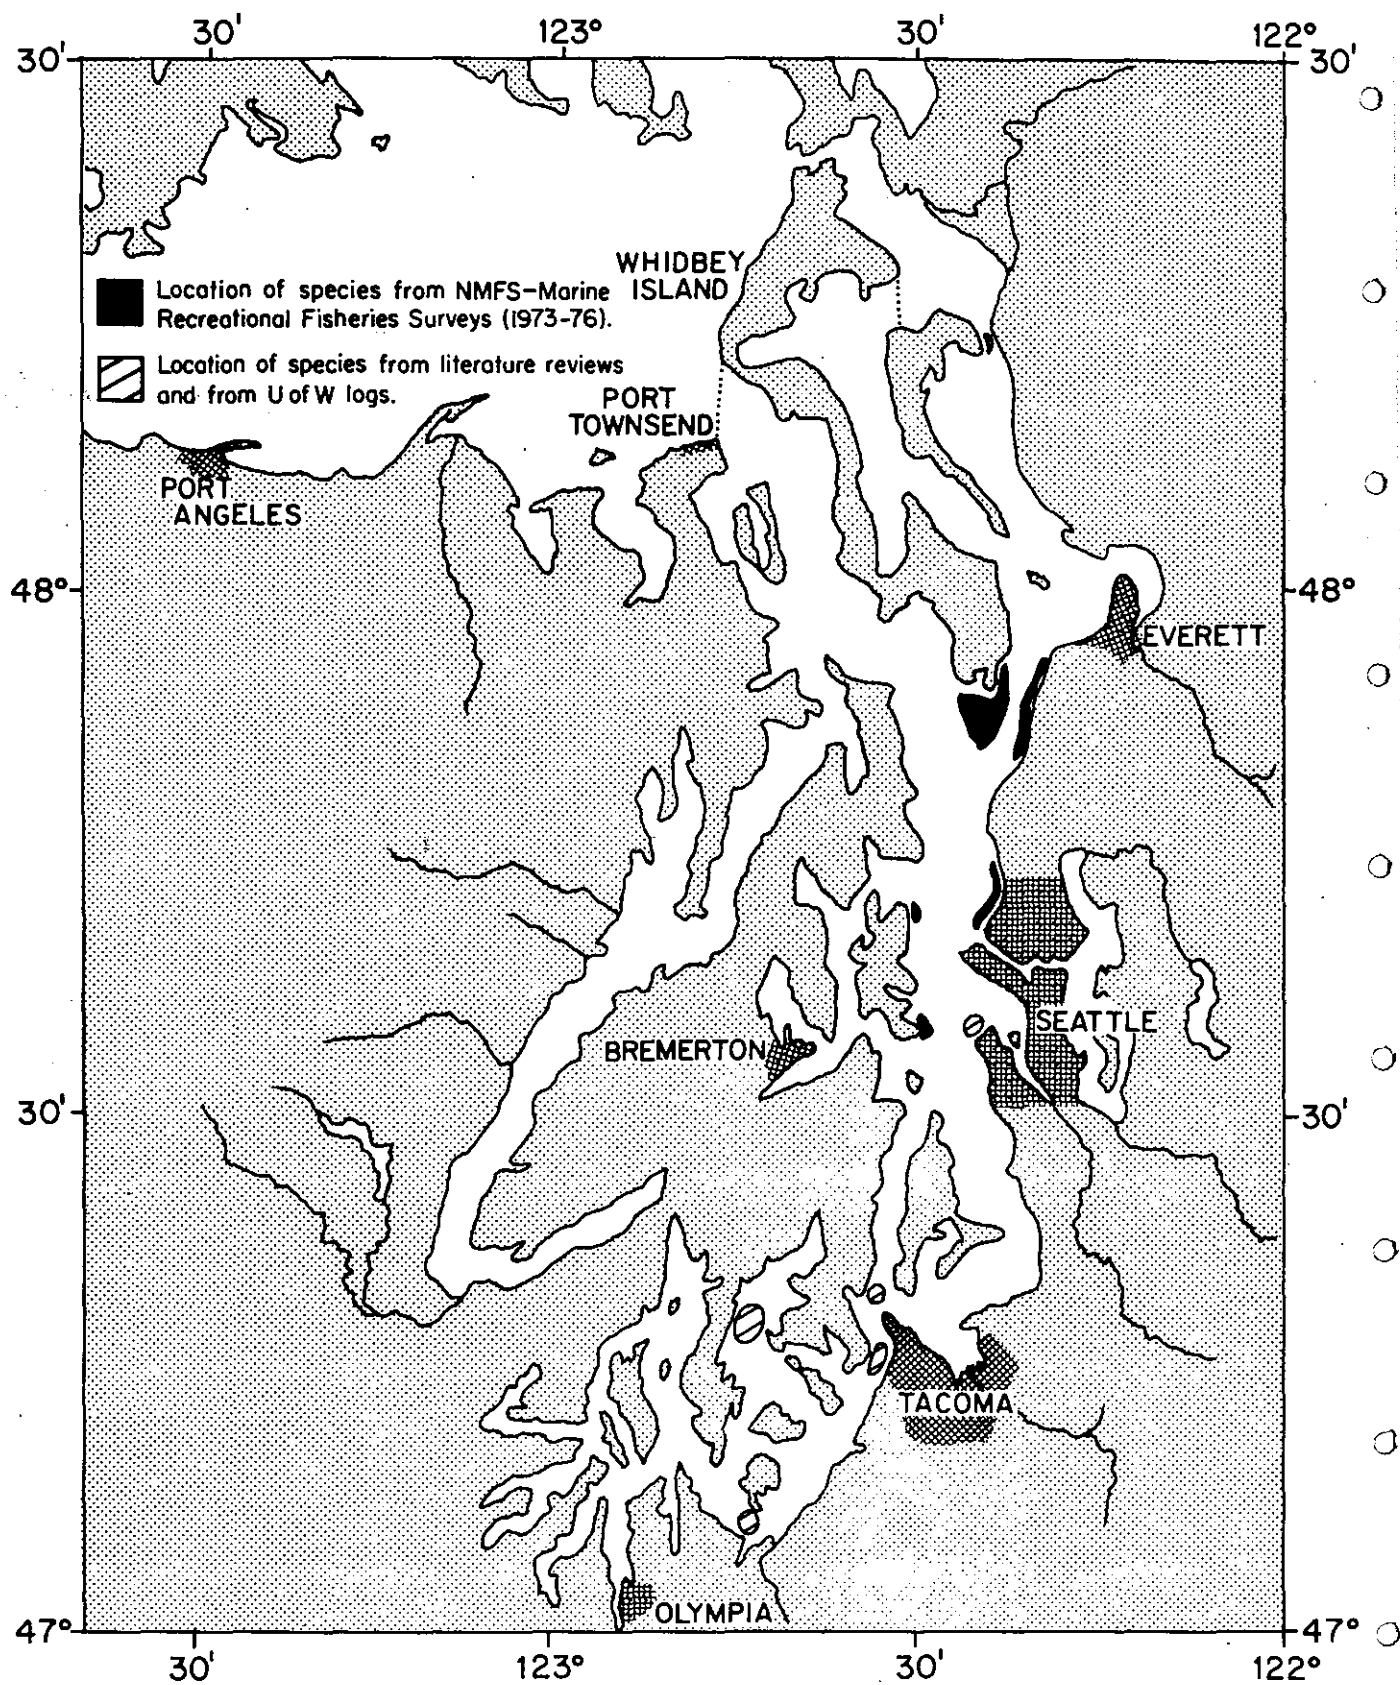 30' 123° 30' 122°
30' 30'
WHIDBEY
ISLAND
Location of species from NMFS-Marine
Recreational Fisheries Surveys (1973-76).
Location of species from literature reviews
and from U of W logs.
PORT
TOWNSEND
PORT
ANGELES
48° 48°
EVERETT
SEATTLE
BREMERTON
30' 30'
TACOMA
OLYMPIA
47° 47°
30' 123° 30' 122°